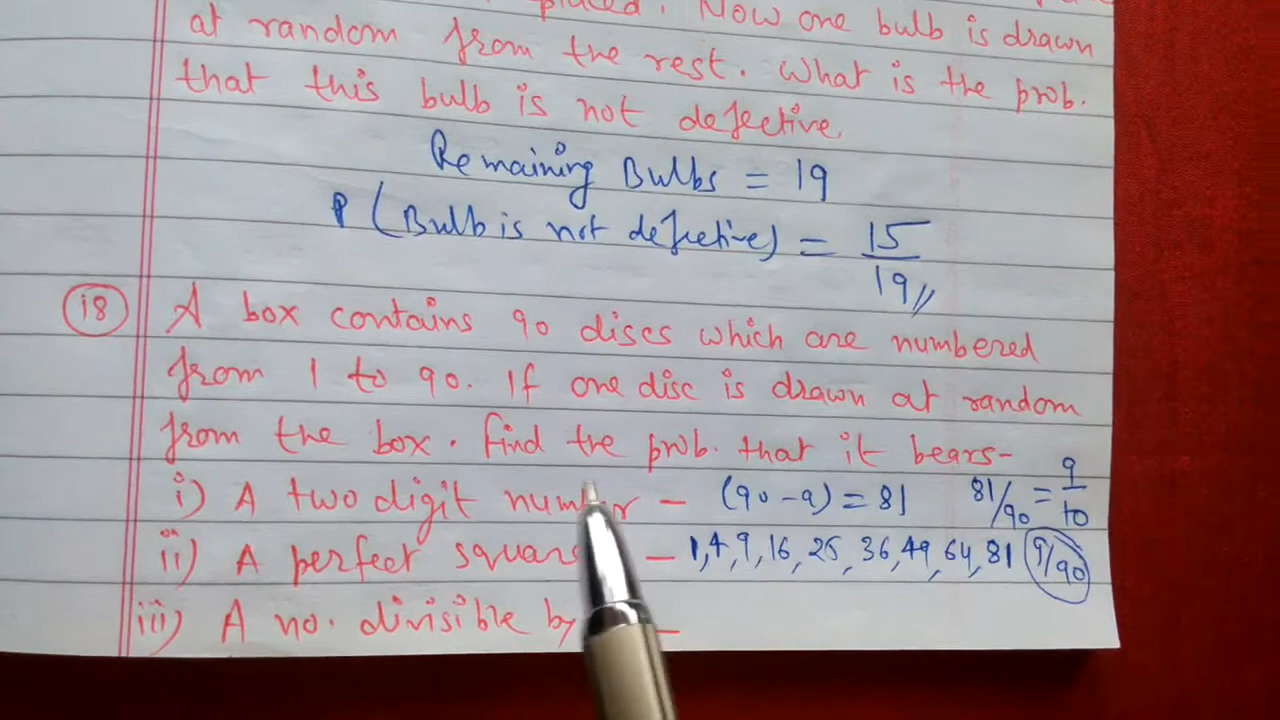 placed. Now one bulb is drawn
at random from the rest. What is the prob.
that this bulb is not defective.
Remaining Bulbs = 19
P (Bulb is not defective) = 15/19//
18 A box contains 90 discs which are numbered
from 1 to 90. If one disc is drawn at random
from the box. find the prob. that it bears-
i) A two digit number - (90-9) = 81 81/90 = 9/10
ii) A perfect square - 1,4,9,16,25,36,49,64,81 9/90
iii) A no. divisible by -